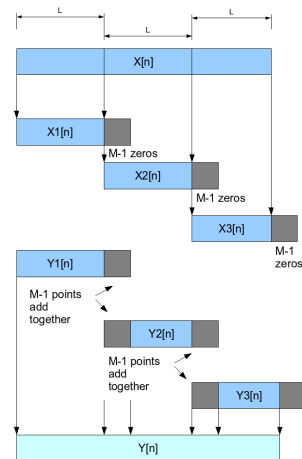 L
L
L
X[n]
X1[n]
M-1 zeros
X2[n]
M-1 zeros
X3[n]
M-1
zeros
Y1[n]
M-1 points
add
together
Y2[n]
M-1 points
add
together
Y3[n]
Y[n]